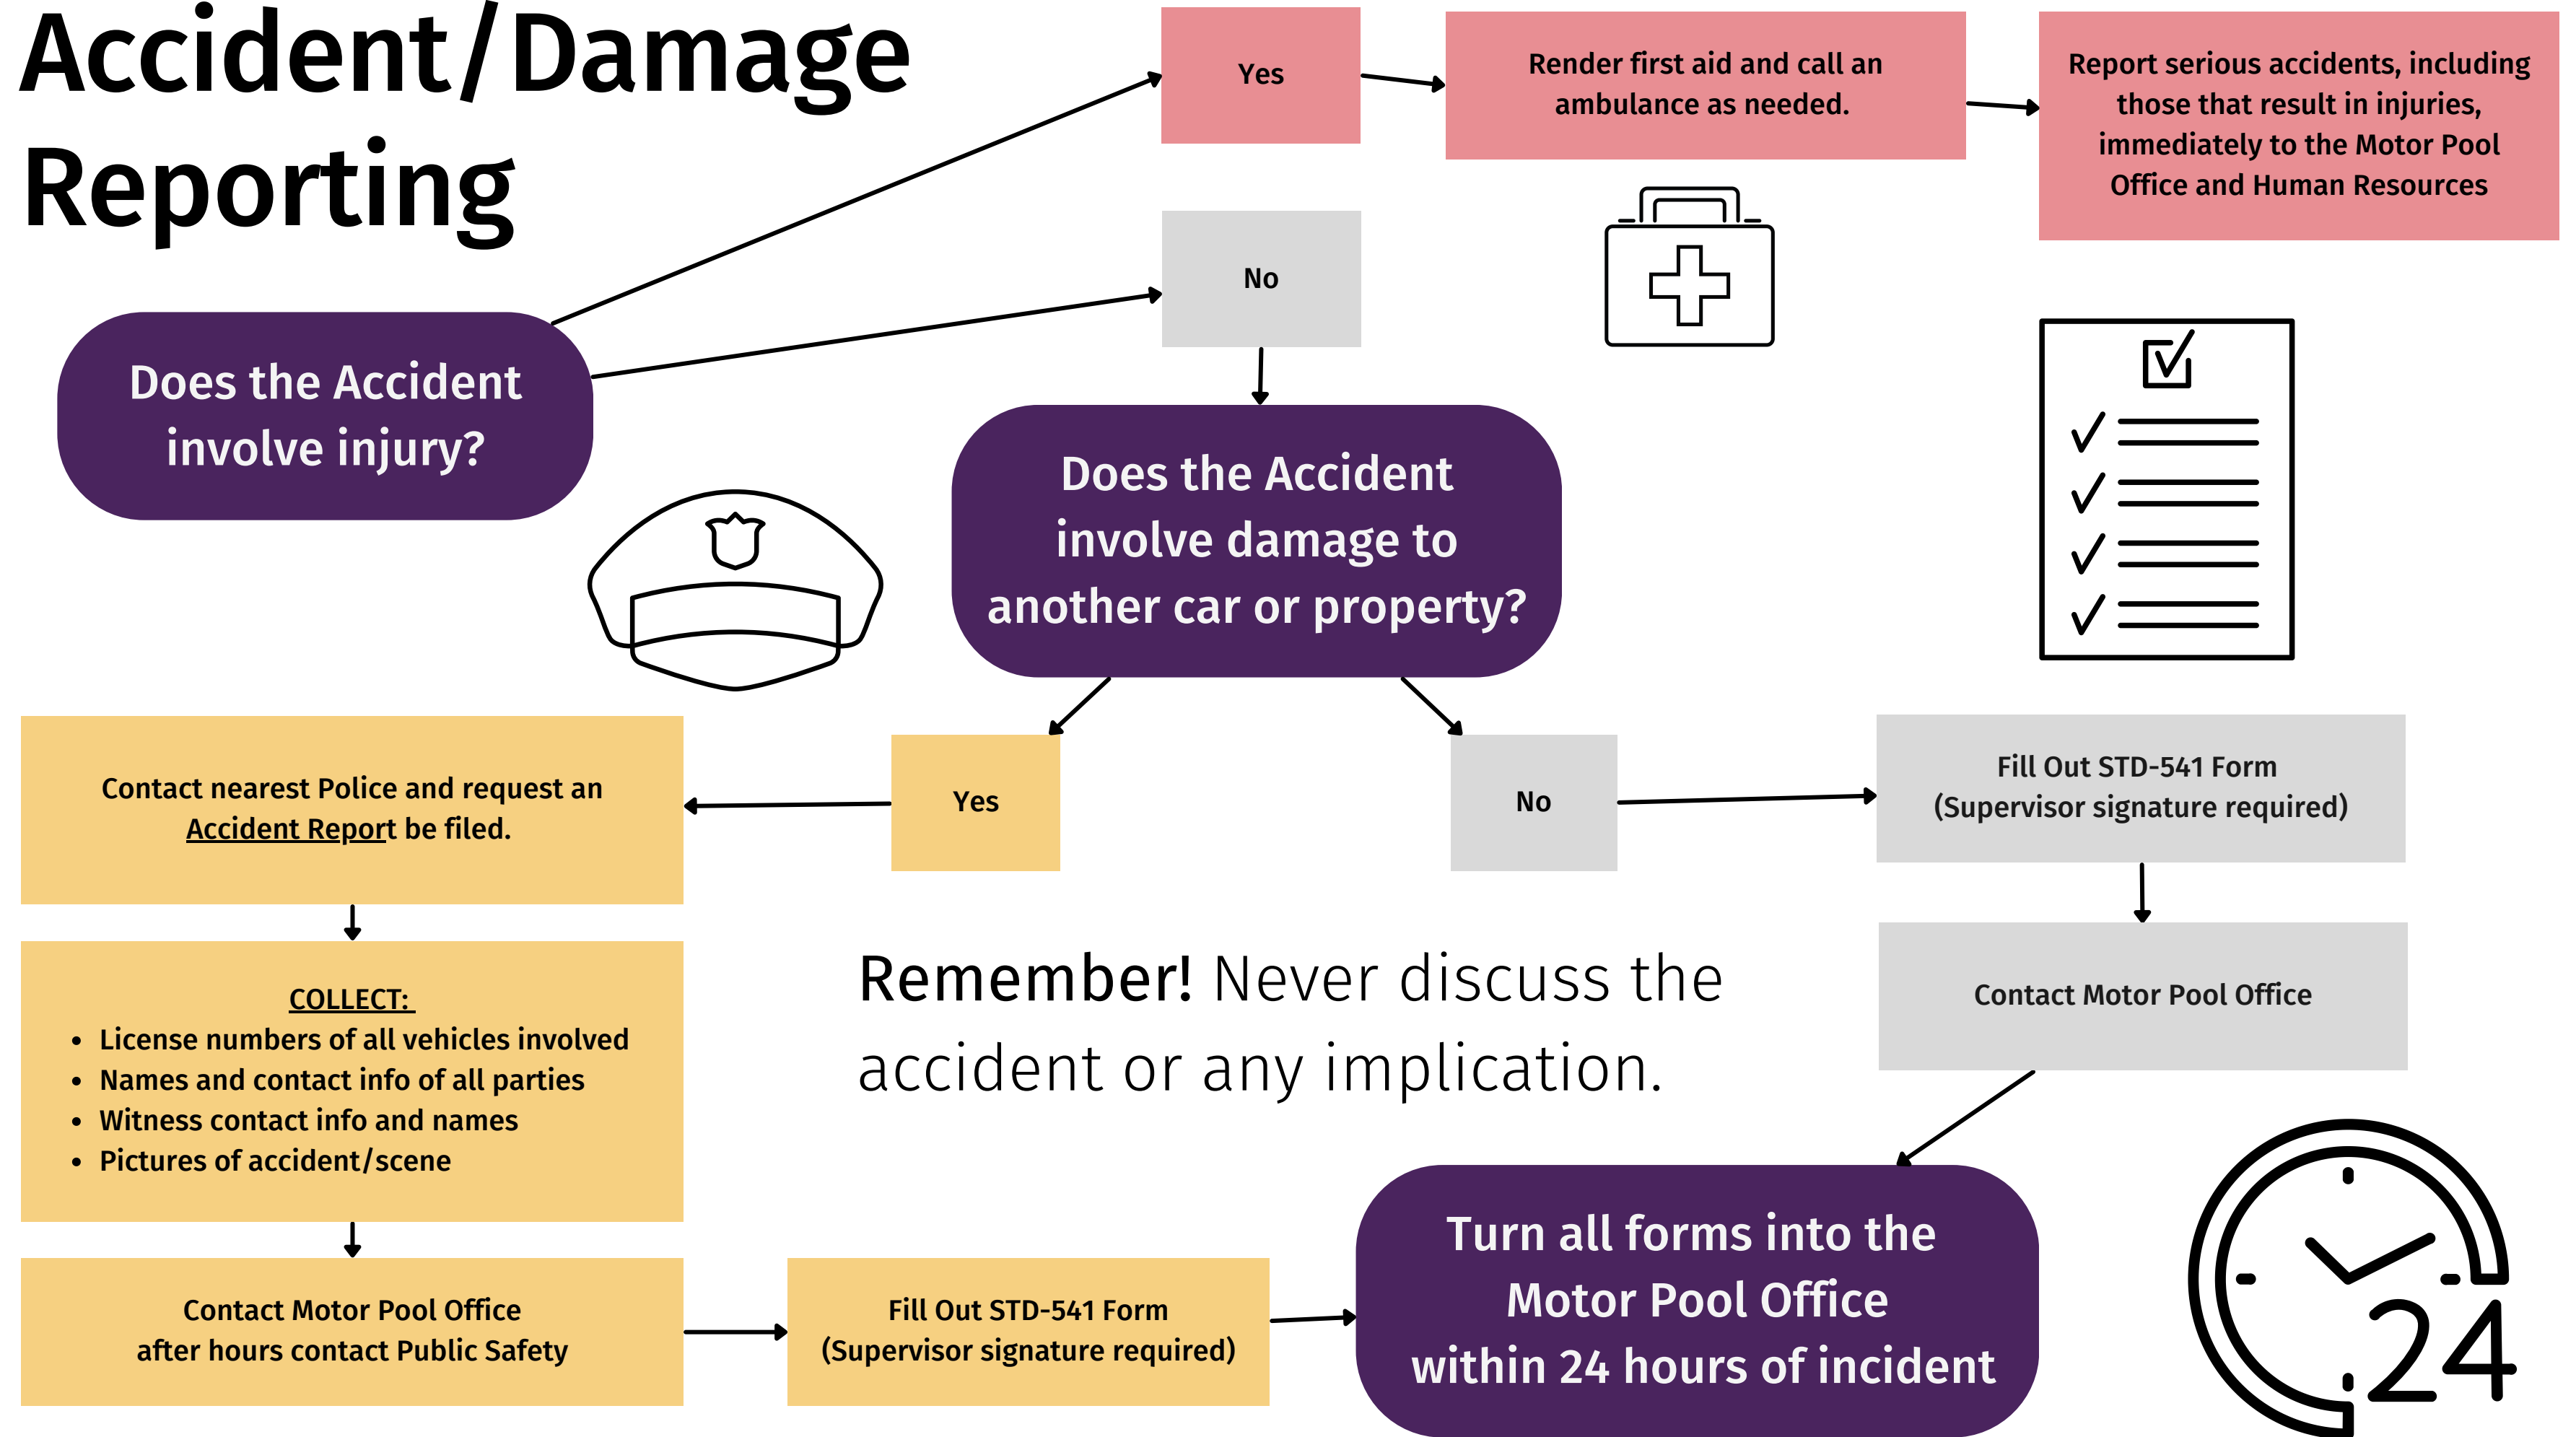 Accident/Damage
Reporting
Yes
Render first aid and call an
ambulance as needed.
Report serious accidents, including
those that result in injuries,
immediately to the Motor Pool
Office and Human Resources
No
Does the Accident
involve injury?
Does the Accident
involve damage to
another car or property?
Contact nearest Police and request an
Accident Report be filed.
Yes
No
Fill Out STD-541 Form
(Supervisor signature required)
COLLECT:
• License numbers of all vehicles involved
• Names and contact info of all parties
• Witness contact info and names
• Pictures of accident/scene
Remember! Never discuss the
accident or any implication.
Contact Motor Pool Office
Contact Motor Pool Office
after hours contact Public Safety
Fill Out STD-541 Form
(Supervisor signature required)
Turn all forms into the
Motor Pool Office
within 24 hours of incident
24